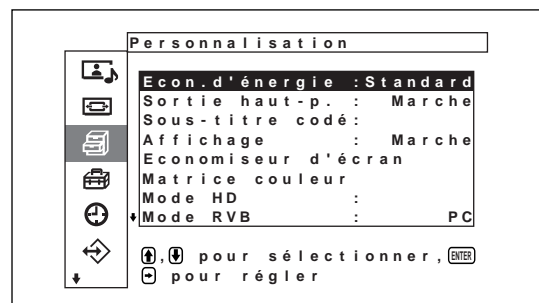 Personnalisation
Econ.d'énergie :Standard
Sortie haut-p. : Marche
Sous-titre codé:
Affichage : Marche
Economiseur d'écran
Matrice couleur
Mode HD :
Mode RVB : PC
, pour sélectionner, ENTER
pour régler